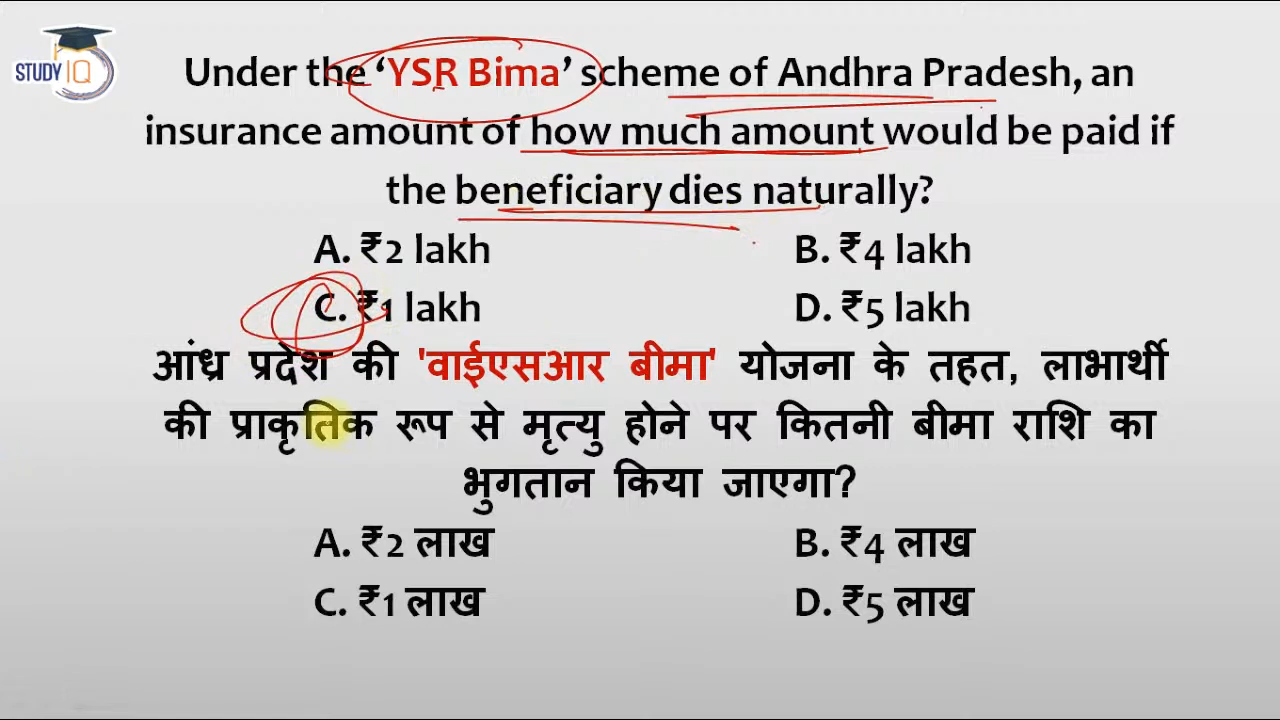 STUDY IQ
Under the ‘YSR Bima’ scheme of Andhra Pradesh, an
insurance amount of how much amount would be paid if
the beneficiary dies naturally?
A. ₹2 lakh B. ₹4 lakh
C. ₹1 lakh D. ₹5 lakh
आंध्र प्रदेश की 'वाईएसआर बीमा' योजना के तहत, लाभार्थी
की प्राकृतिक रूप से मृत्यु होने पर कितनी बीमा राशि का
भुगतान किया जाएगा?
A. ₹2 लाख B. ₹4 लाख
C. ₹1 लाख D. ₹5 लाख